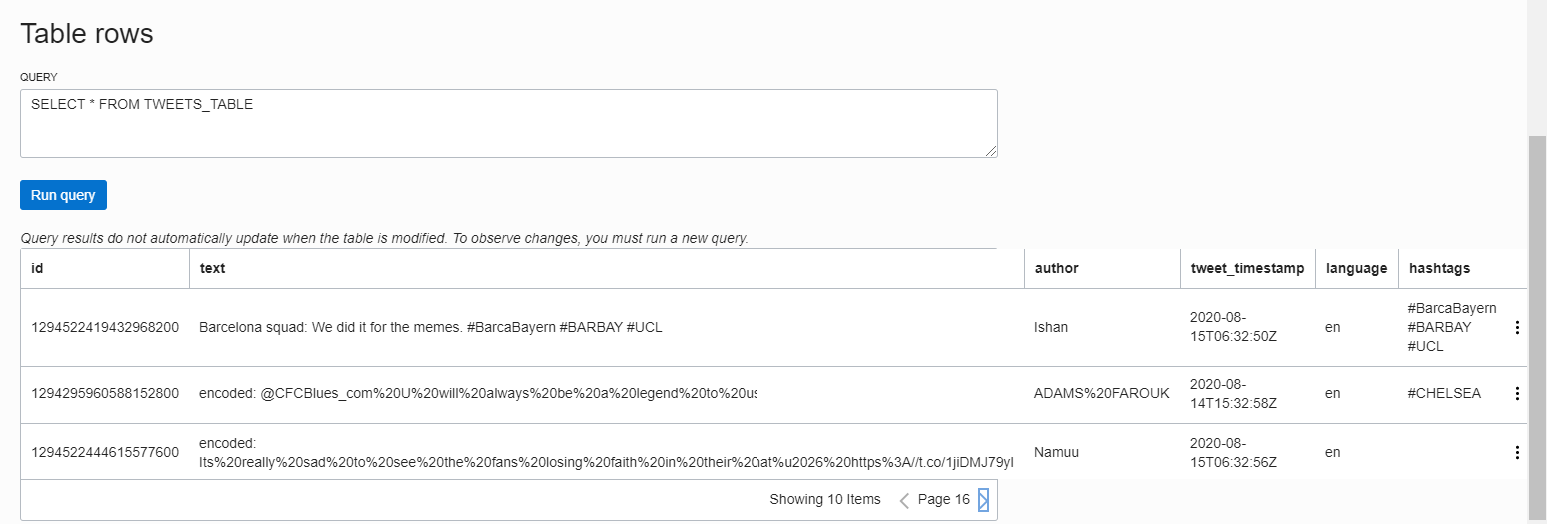 Table rows
QUERY
SELECT * FROM TWEETS_TABLE
Run query
Query results do not automatically update when the table is modified. To observe changes, you must run a new query.
id text author tweet_timestamp language hashtags
1294522419432968200 Barcelona squad: We did it for the memes. #BarcaBayern #BARBAY #UCL Ishan 2020-08-15T06:32:50Z en #BarcaBayern #BARBAY #UCL
1294295960588152800 encoded: @CFCBlues_com%20U%20will%20always%20be%20a%20legend%20to%20us ADAMS%20FAROUK 2020-08-14T15:32:58Z en #CHELSEA
1294522444615577600 encoded: Its%20really%20sad%20to%20see%20the%20fans%20losing%20faith%20in%20their%20at%u2026%20https%3A//t.co/1jiDMJ79yI Namuu 2020-08-15T06:32:56Z en
Showing 10 Items Page 16